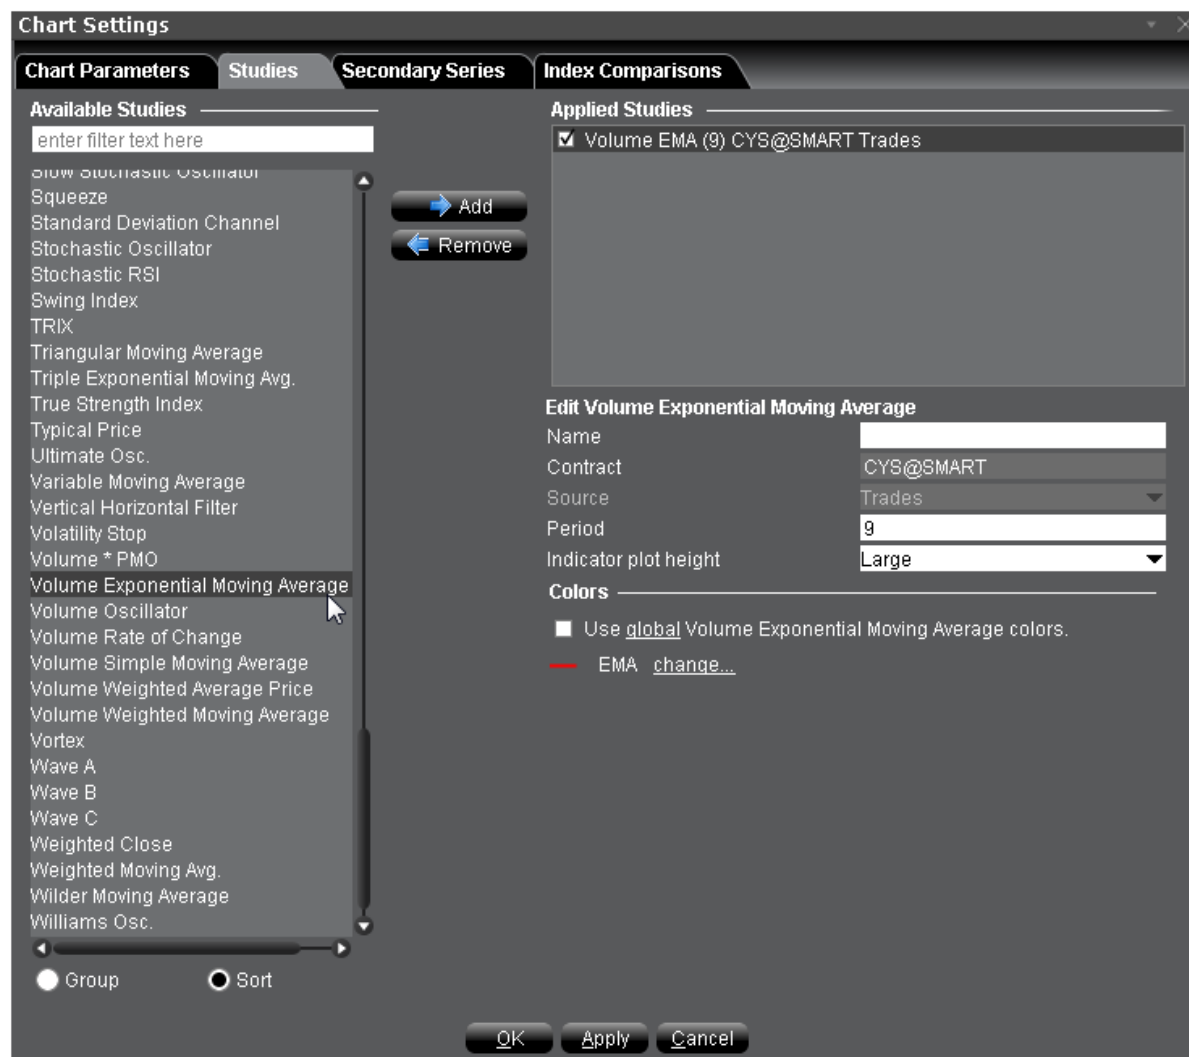 Chart Settings
Chart Parameters Studies Secondary Series Index Comparisons
Available Studies
enter filter text here
Slow Stochastic Oscillator
Squeeze
Standard Deviation Channel
Stochastic Oscillator
Stochastic RSI
Swing Index
TRIX
Triangular Moving Average
Triple Exponential Moving Avg.
True Strength Index
Typical Price
Ultimate Osc.
Variable Moving Average
Vertical Horizontal Filter
Volatility Stop
Volume * PMO
Volume Exponential Moving Average
Volume Oscillator
Volume Rate of Change
Volume Simple Moving Average
Volume Weighted Average Price
Volume Weighted Moving Average
Vortex
Wave A
Wave B
Wave C
Weighted Close
Weighted Moving Avg.
Wilder Moving Average
Williams Osc.
Group Sort
Add
Remove
Applied Studies
Volume EMA (9) CYS@SMART Trades
Edit Volume Exponential Moving Average
Name
Contract CYS@SMART
Source Trades
Period 9
Indicator plot height Large
Colors
Use global Volume Exponential Moving Average colors.
EMA change...
OK Apply Cancel